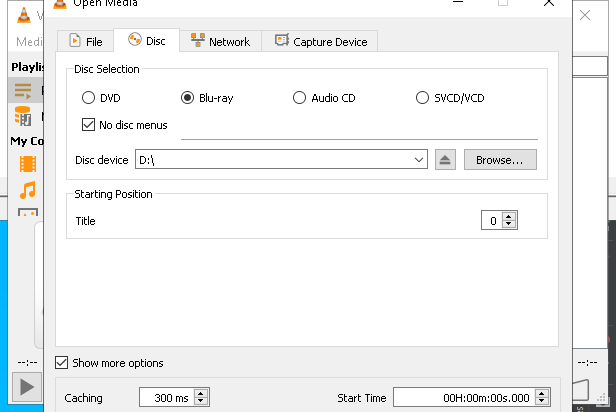 Open Media
Medi
File
Disc
Network
Capture Device
Playlis
Disc Selection
DVD
Blu-ray
Audio CD
SVCD/VCD
No disc menus
My Co
Disc device
D:\
Browse...
Starting Position
Title
0
--:--
Show more options
--:--
Caching
300 ms
Start Time
00H:00m:00s.000